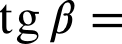 tg β =